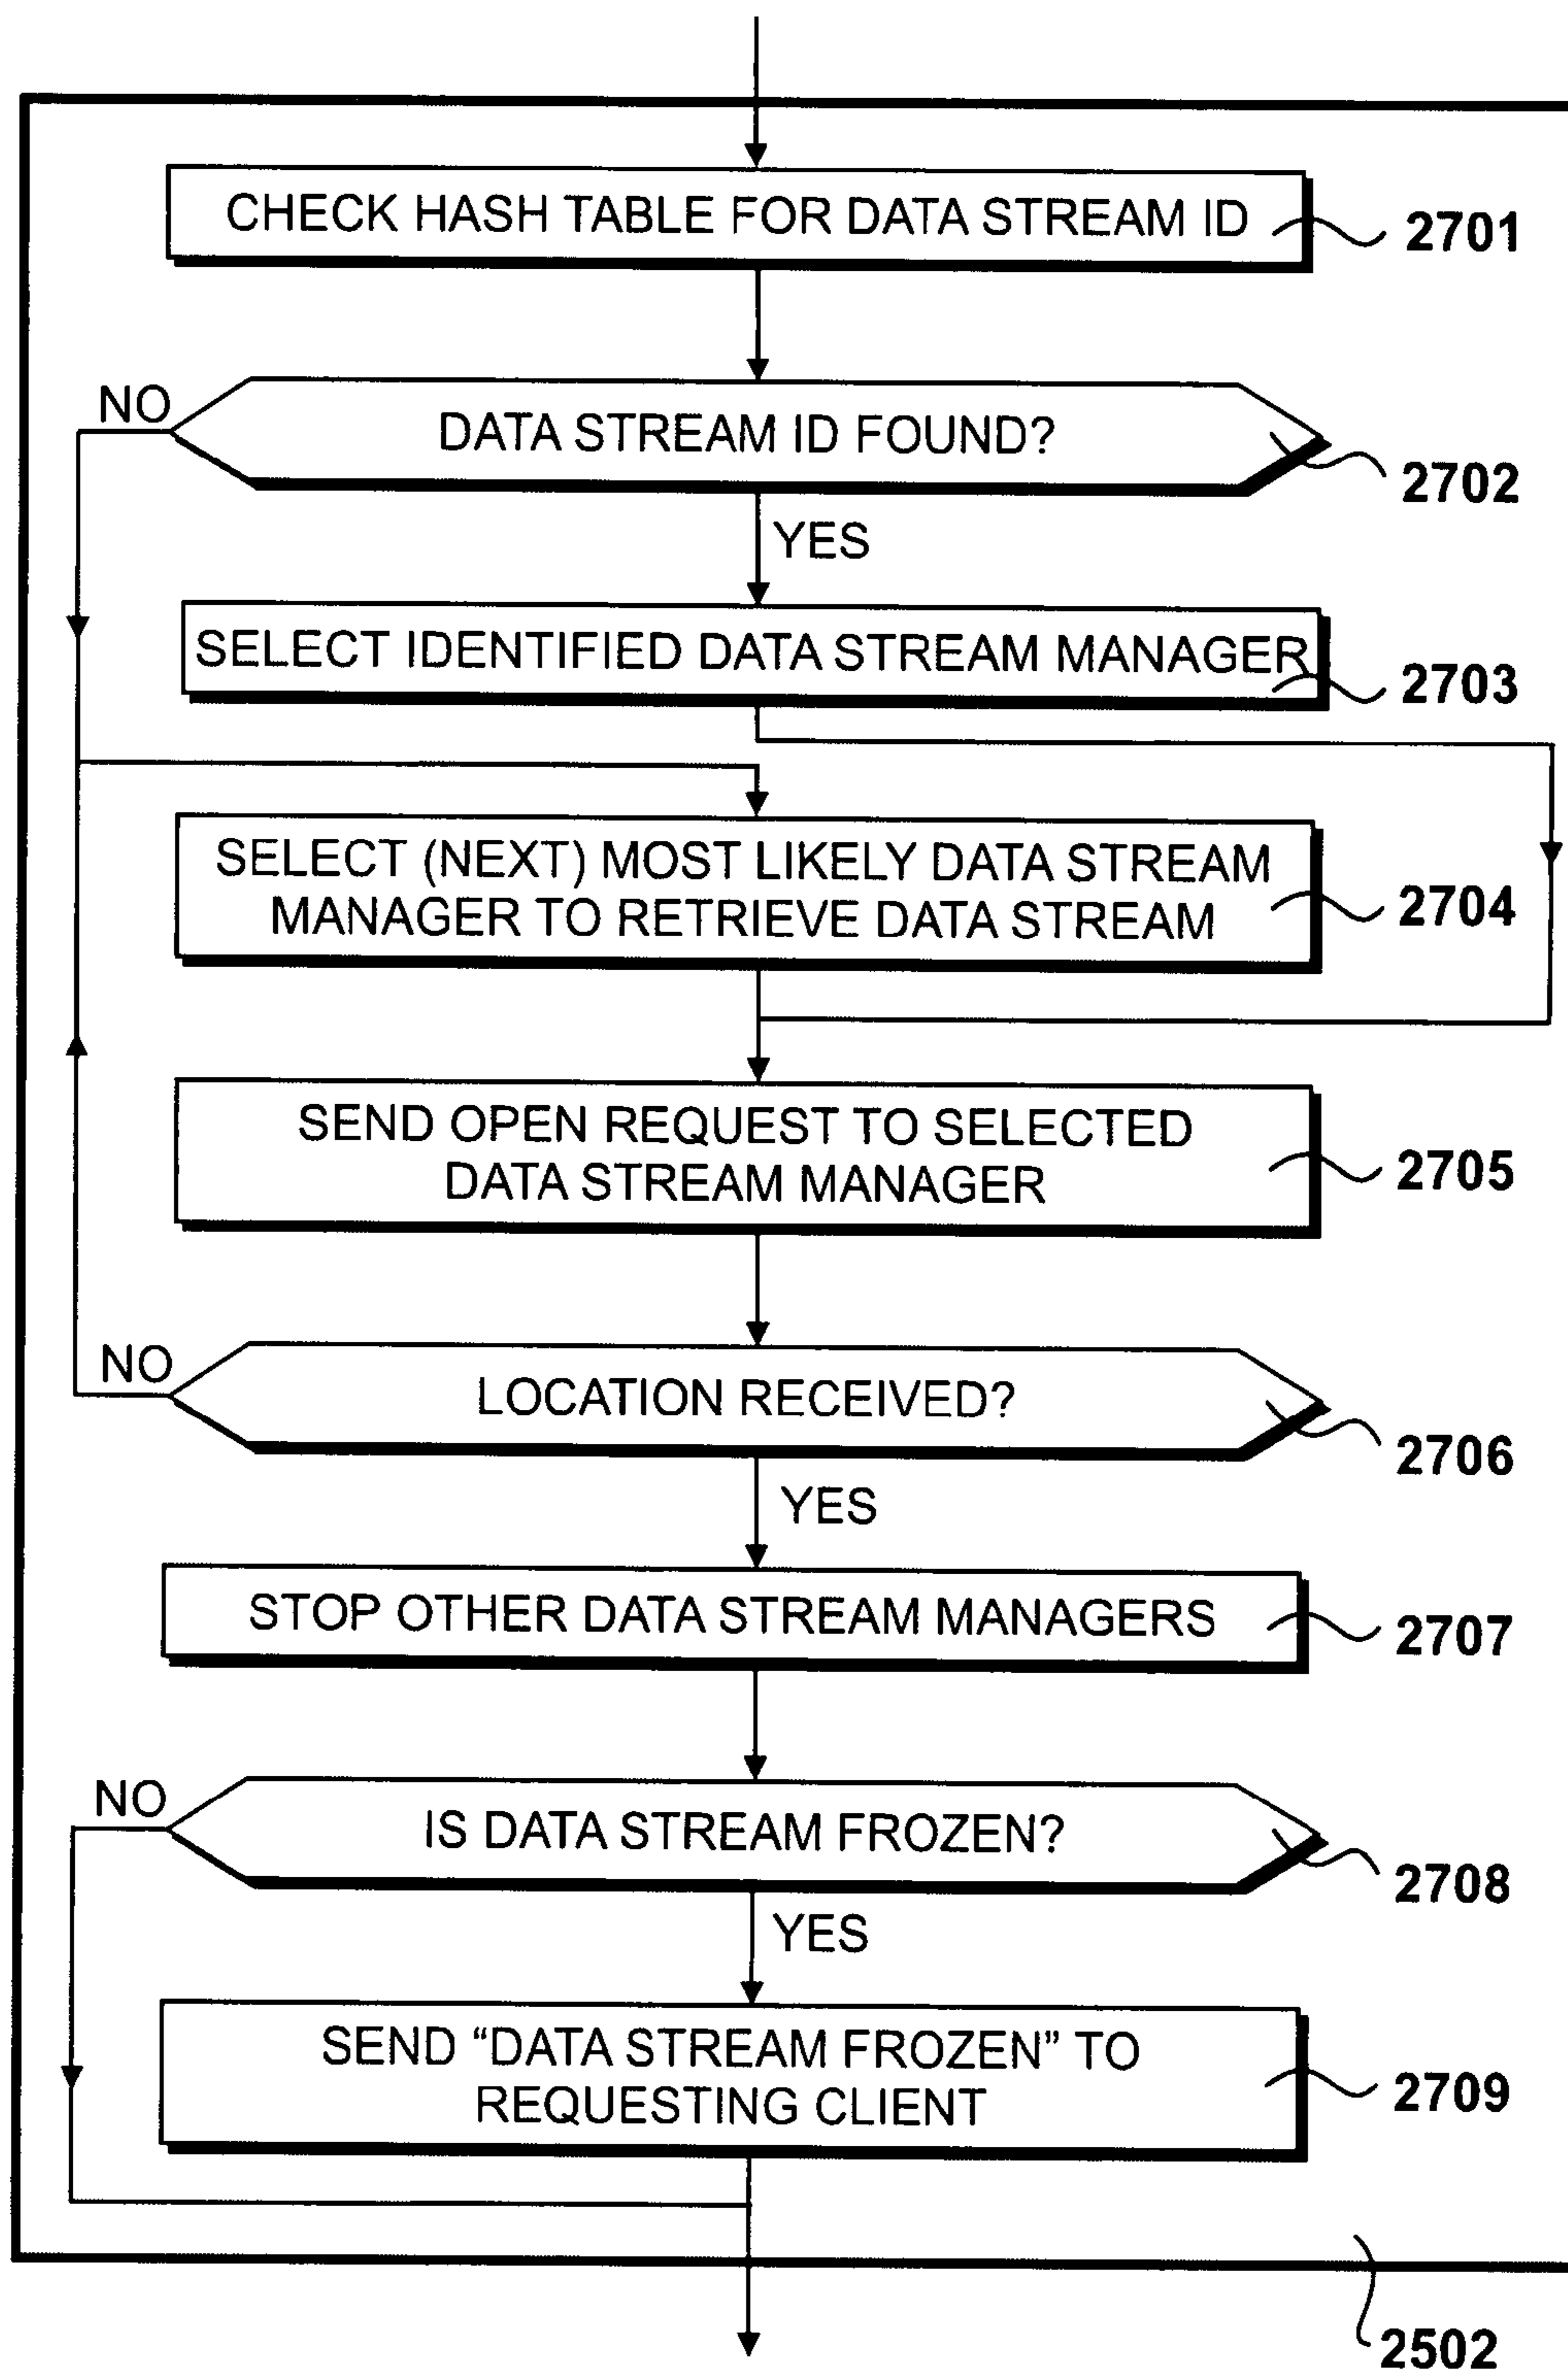 CHECK HASH TABLE FOR DATA STREAM ID
2701
NO
DATA STREAM ID FOUND?
2702
YES
SELECT IDENTIFIED DATA STREAM MANAGER
2703
SELECT (NEXT) MOST LIKELY DATA STREAM
MANAGER TO RETRIEVE DATA STREAM
2704
SEND OPEN REQUEST TO SELECTED
DATA STREAM MANAGER
2705
NO
LOCATION RECEIVED?
2706
YES
STOP OTHER DATA STREAM MANAGERS
2707
NO
IS DATA STREAM FROZEN?
2708
YES
SEND “DATA STREAM FROZEN” TO
REQUESTING CLIENT
2709
2502